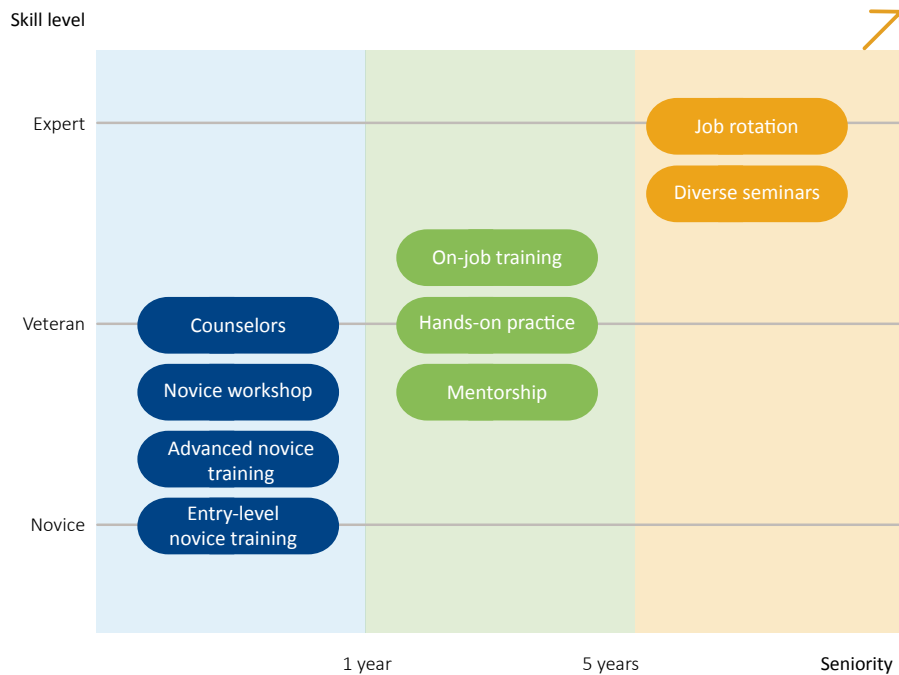 Skill level
Expert
Job rotation
Diverse seminars
On-job training
Veteran
Counselors
Hands-on practice
Novice workshop
Mentorship
Advanced novice
training
Novice
Entry-level
novice training
1 year
5 years
Seniority